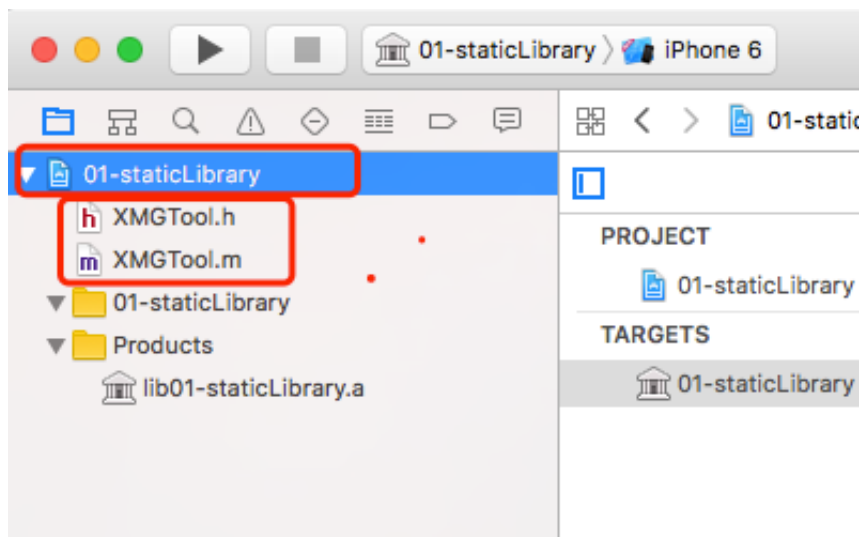 01-staticLibrary 〉 iPhone 6
01-static
01-staticLibrary
h XMGTool.h
m XMGTool.m
01-staticLibrary
Products
lib01-staticLibrary.a
PROJECT
01-staticLibrary
TARGETS
01-staticLibrary